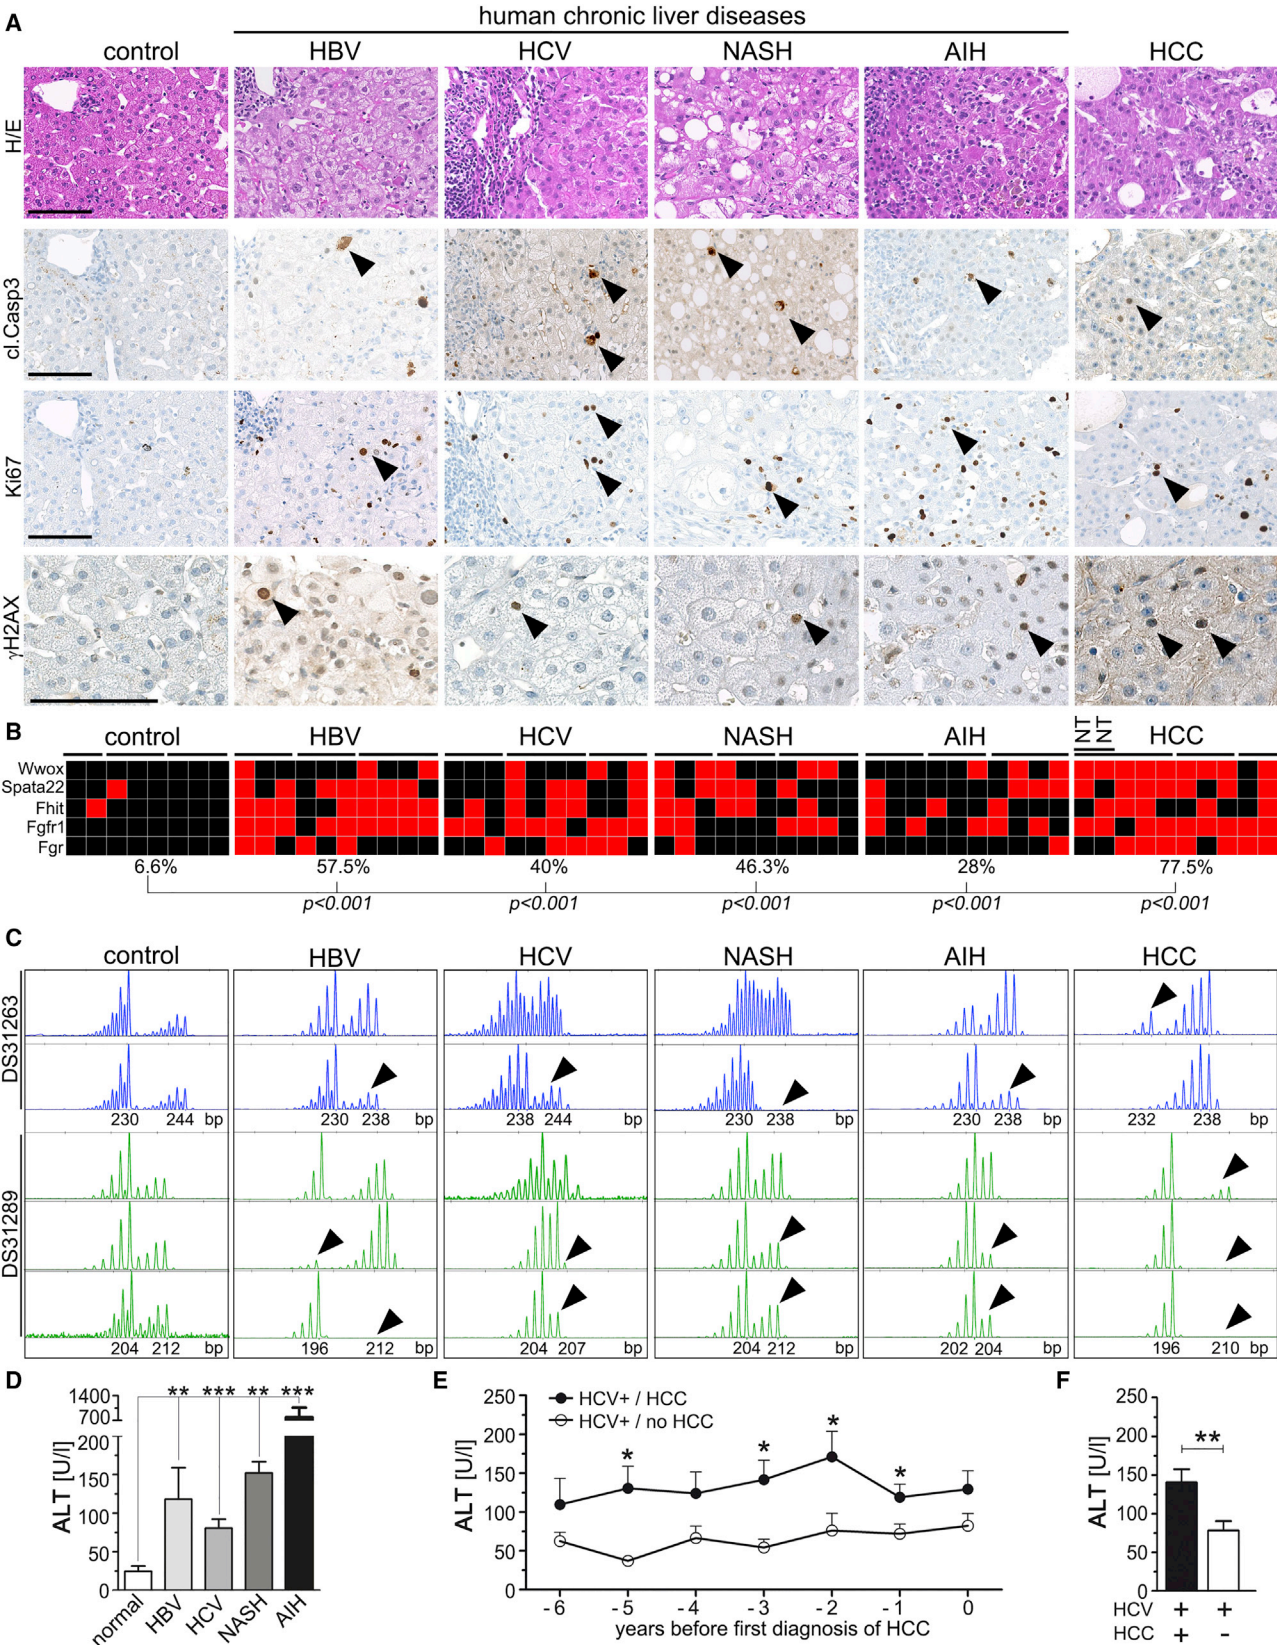 A
human chronic liver diseases
control HBV HCV NASH AIH HCC
H/E
cl.Casp3
Ki67
γH2AX
B
control HBV HCV NASH AIH NT NT HCC
Wwox
Spata22
Fhit
Fgfr1
Fgr
6.6% 57.5% 40% 46.3% 28% 77.5%
p<0.001 p<0.001 p<0.001 p<0.001 p<0.001
C
control HBV HCV NASH AIH HCC
DS31263
230 244 bp 230 238 bp 238 244 bp 230 238 bp 230 238 bp 232 238 bp
DS31289
204 212 bp 196 212 bp 204 207 bp 204 212 bp 202 204 bp 196 210 bp
D
ALT [U/l]
1400
700
200
150
100
50
0
** *** ** ***
normal HBV HCV NASH AIH
E
ALT [U/l]
250
200
150
100
50
0
HCV+ / HCC
HCV+ / no HCC
* * * *
-6 -5 -4 -3 -2 -1 0
years before first diagnosis of HCC
F
ALT [U/l]
250
200
150
100
50
0
**
HCV + +
HCC + -